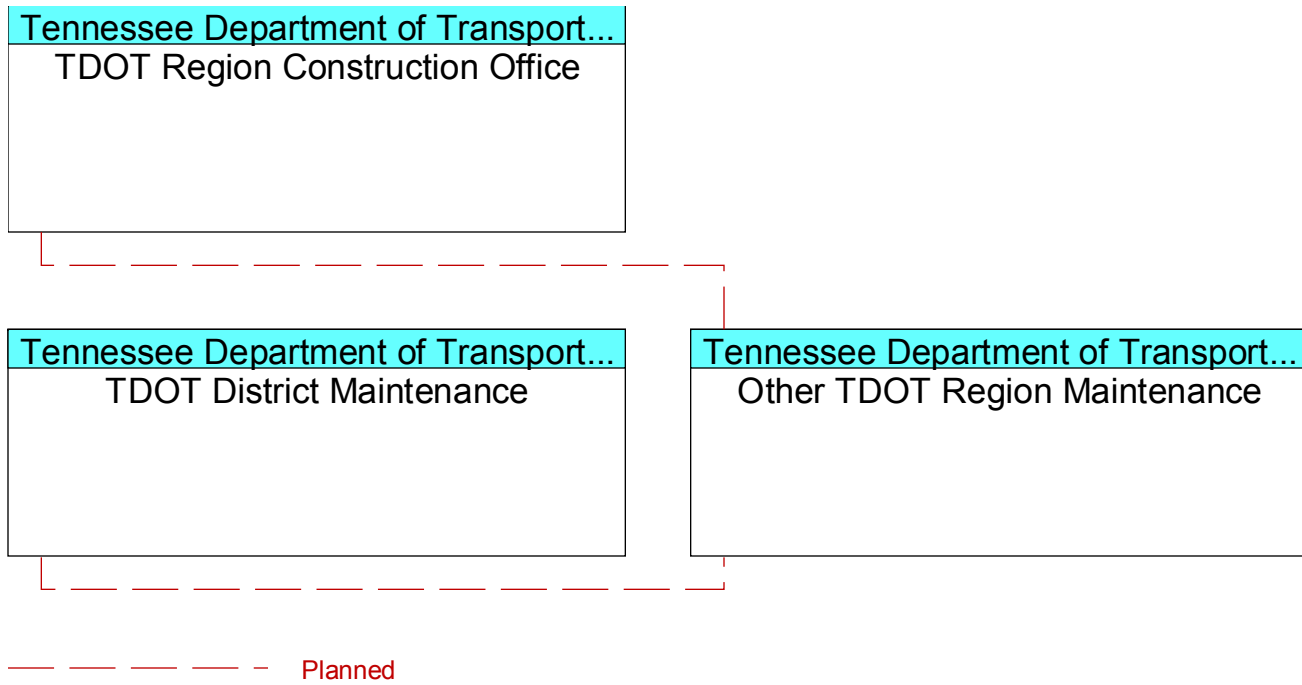 Tennessee Department of Transport...
TDOT Region Construction Office
Tennessee Department of Transport...
TDOT District Maintenance
Tennessee Department of Transport...
Other TDOT Region Maintenance
Planned